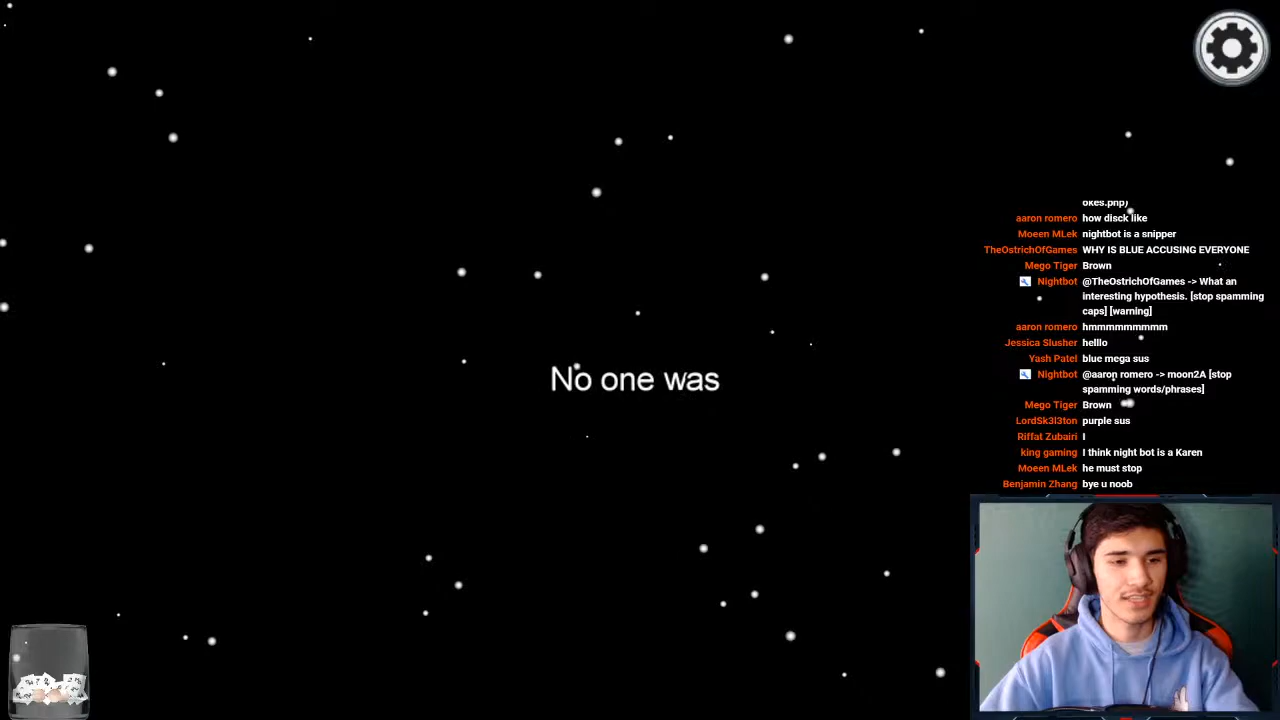 No one was
okes.php)
aaron romero how disck like
Moeen MLek nightbot is a snipper
TheOstrichOfGames WHY IS BLUE ACCUSING EVERYONE
Mego Tiger Brown
Nightbot @TheOstrichOfGames -> What an
interesting hypothesis. [stop spamming
caps] [warning]
aaron romero hmmmmmmmmm
Jessica Slusher helllo
Yash Patel blue mega sus
Nightbot @aaron romero -> moon2A [stop
spamming words/phrases]
Mego Tiger Brown
LordSk3l3ton purple sus
Riffat Zubairi I
king gaming I think night bot is a Karen
Moeen MLek he must stop
Benjamin Zhang bye u noob